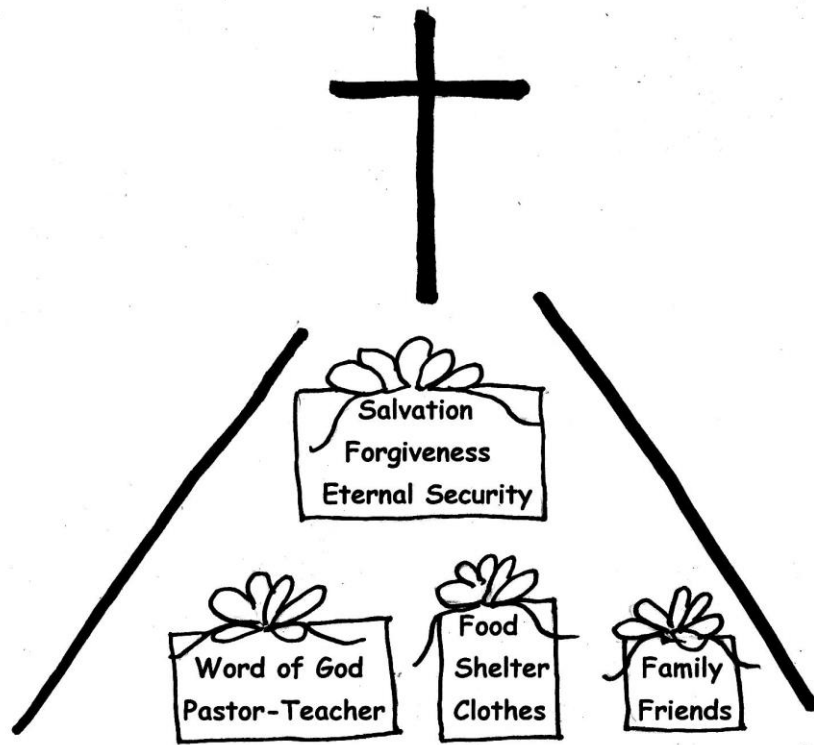 Salvation
Forgiveness
Eternal Security
Word of God
Pastor-Teacher
Food
Shelter
Clothes
Family
Friends